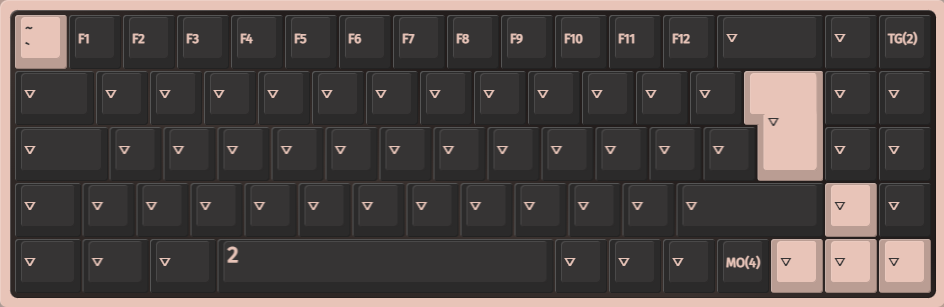 ~
` F1 F2 F3 F4 F5 F6 F7 F8 F9 F10 F11 F12 ▽ ▽ TG(2)
▽ ▽ ▽ ▽ ▽ ▽ ▽ ▽ ▽ ▽ ▽ ▽ ▽ ▽ ▽ ▽
▽ ▽ ▽ ▽ ▽ ▽ ▽ ▽ ▽ ▽ ▽ ▽ ▽ ▽ ▽
▽ ▽ ▽ ▽ ▽ ▽ ▽ ▽ ▽ ▽ ▽ ▽ ▽ ▽
▽ ▽ ▽ 2 ▽ ▽ ▽ MO(4) ▽ ▽ ▽